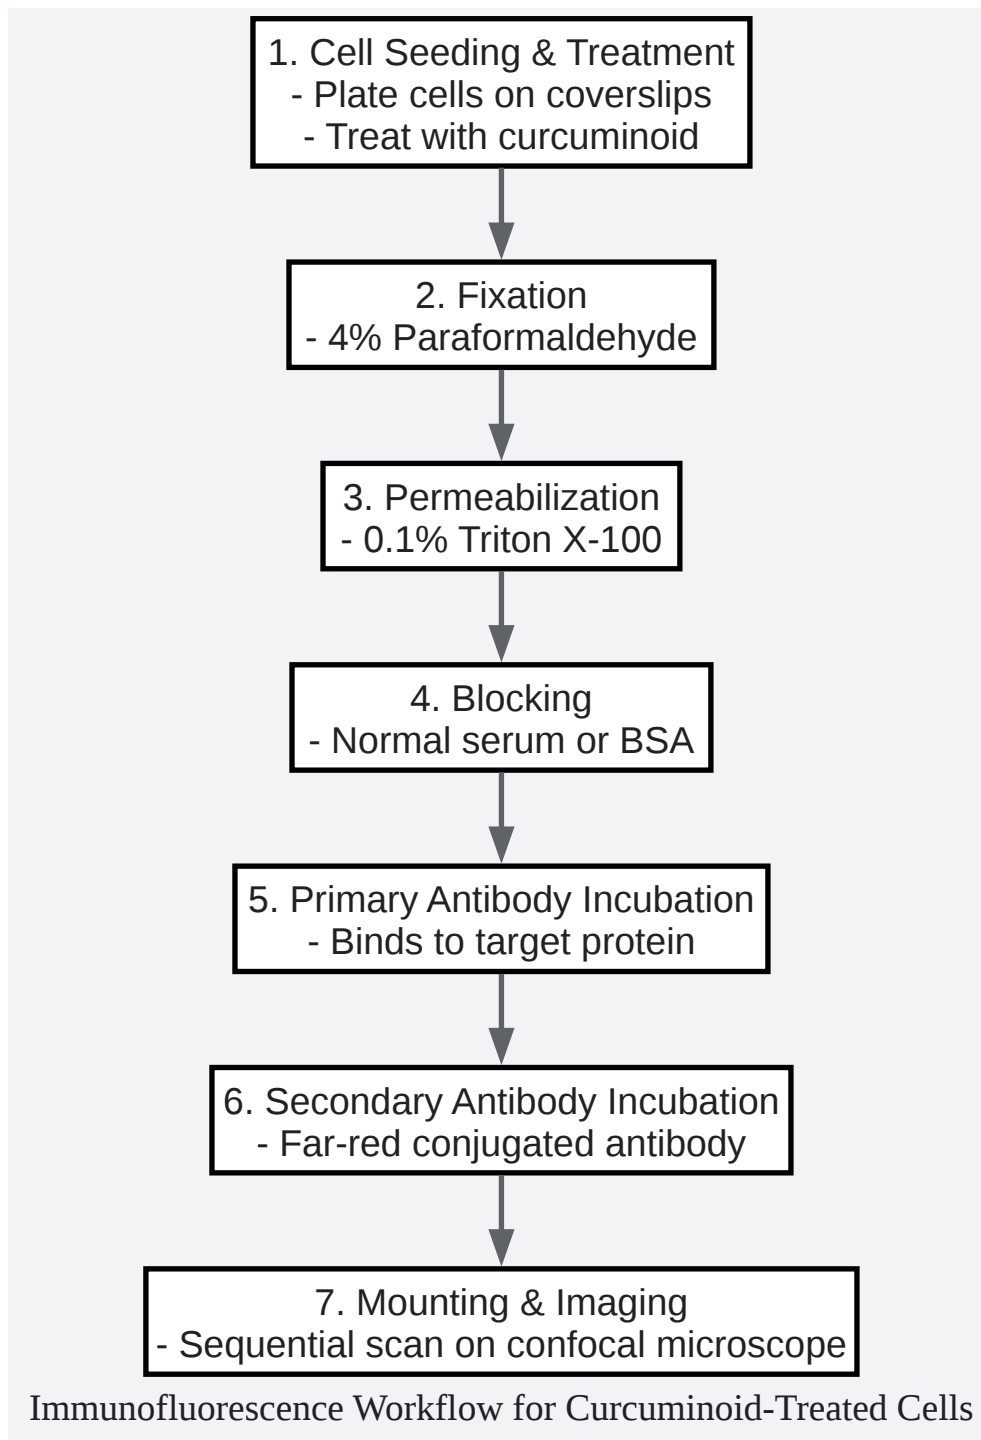 1. Cell Seeding & Treatment
- Plate cells on coverslips
- Treat with curcuminoid
2. Fixation
- 4% Paraformaldehyde
3. Permeabilization
- 0.1% Triton X-100
4. Blocking
- Normal serum or BSA
5. Primary Antibody Incubation
- Binds to target protein
6. Secondary Antibody Incubation
- Far-red conjugated antibody
7. Mounting & Imaging
- Sequential scan on confocal microscope
Immunofluorescence Workflow for Curcuminoid-Treated Cells